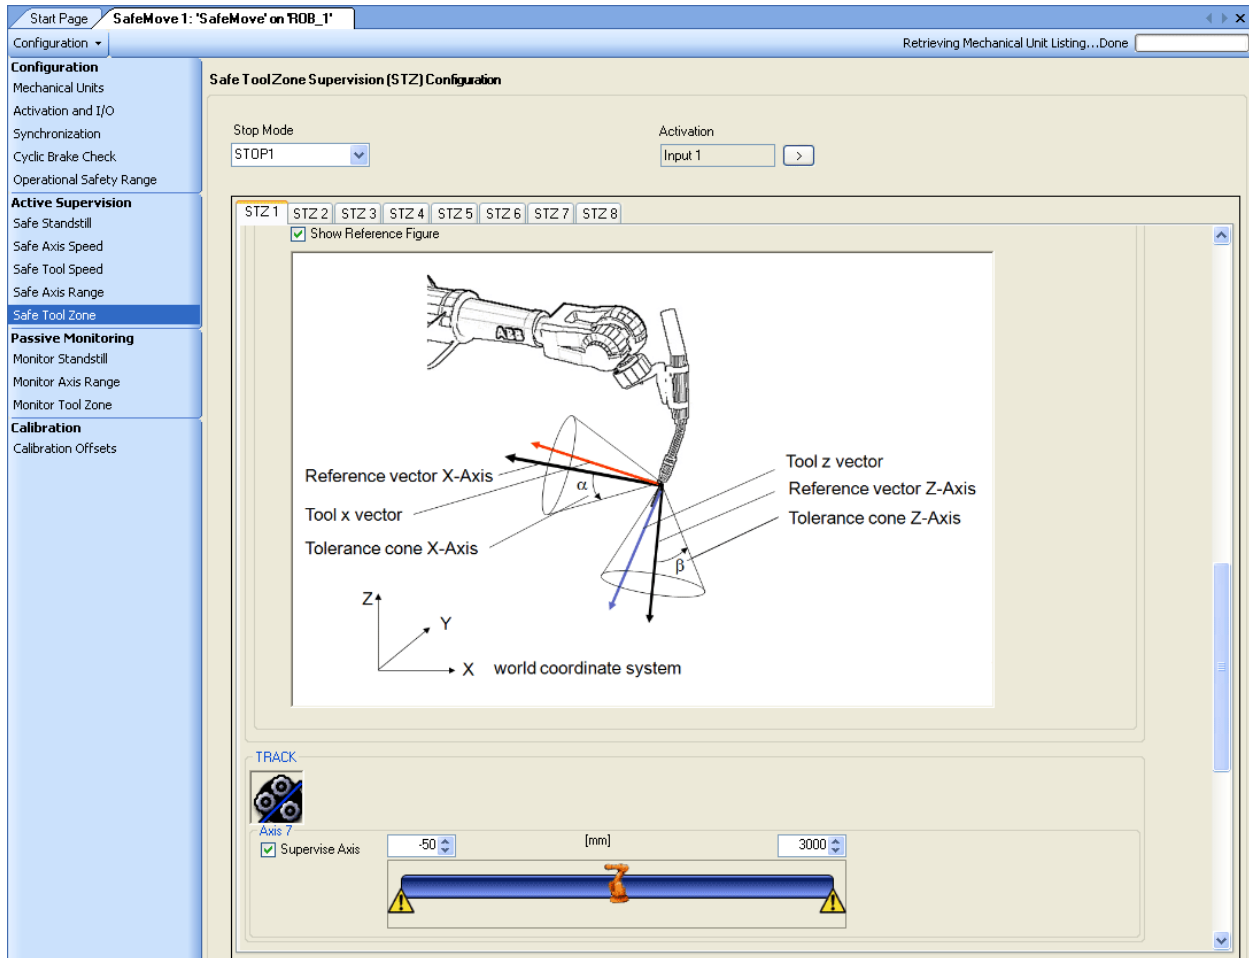 Start Page
SafeMove 1: 'SafeMove' on 'ROB_1'
Configuration
Retrieving Mechanical Unit Listing...Done
Configuration
Mechanical Units
Activation and I/O
Synchronization
Cyclic Brake Check
Operational Safety Range
Active Supervision
Safe Standstill
Safe Axis Speed
Safe Tool Speed
Safe Axis Range
Safe Tool Zone
Passive Monitoring
Monitor Standstill
Monitor Axis Range
Monitor Tool Zone
Calibration
Calibration Offsets
Safe Tool Zone Supervision (STZ) Configuration
Stop Mode
STOP1
Activation
Input 1
>
STZ 1 STZ 2 STZ 3 STZ 4 STZ 5 STZ 6 STZ 7 STZ 8
Show Reference Figure
ABB
Reference vector X-Axis
α
Tool x vector
Tolerance cone X-Axis
Tool z vector
Reference vector Z-Axis
Tolerance cone Z-Axis
β
Z
Y
X
world coordinate system
TRACK
Axis 7
Supervise Axis
-50
[mm]
3000